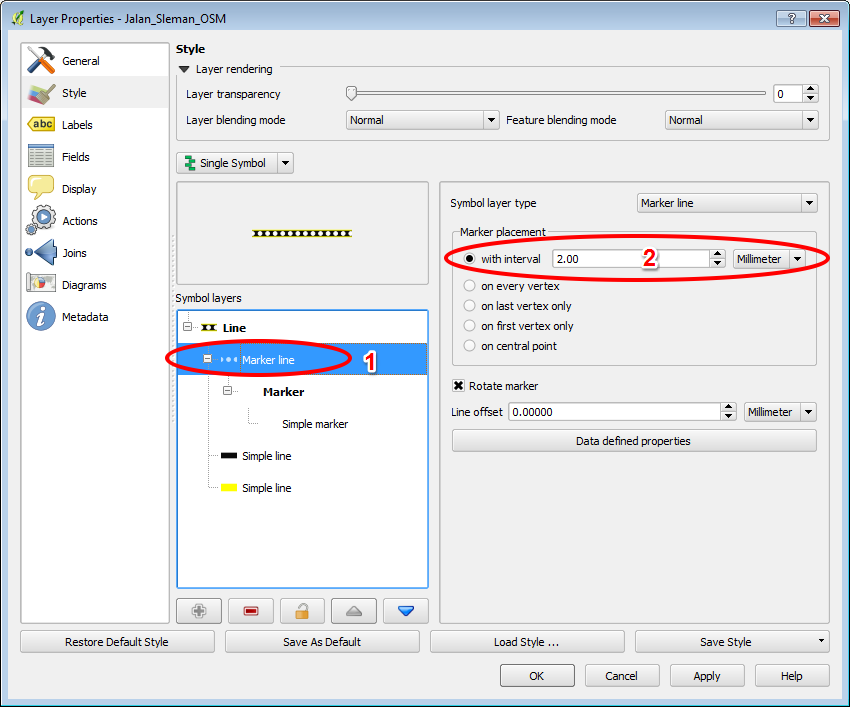 Layer Properties - Jalan_Sleman_OSM
?
General
Style
Labels
abc
Fields
Display
Actions
Joins
Diagrams
i
Metadata
Style
Layer rendering
Layer transparency
0
Layer blending mode
Normal
Feature blending mode
Normal
Single Symbol
Symbol layers
Line
Marker line
1
Marker
Simple marker
Simple line
Simple line
Symbol layer type
Marker line
Marker placement
with interval
2.00
2
Millimeter
on every vertex
on last vertex only
on first vertex only
on central point
Rotate marker
Line offset
0.00000
Millimeter
Data defined properties
Restore Default Style
Save As Default
Load Style ...
Save Style
OK
Cancel
Apply
Help